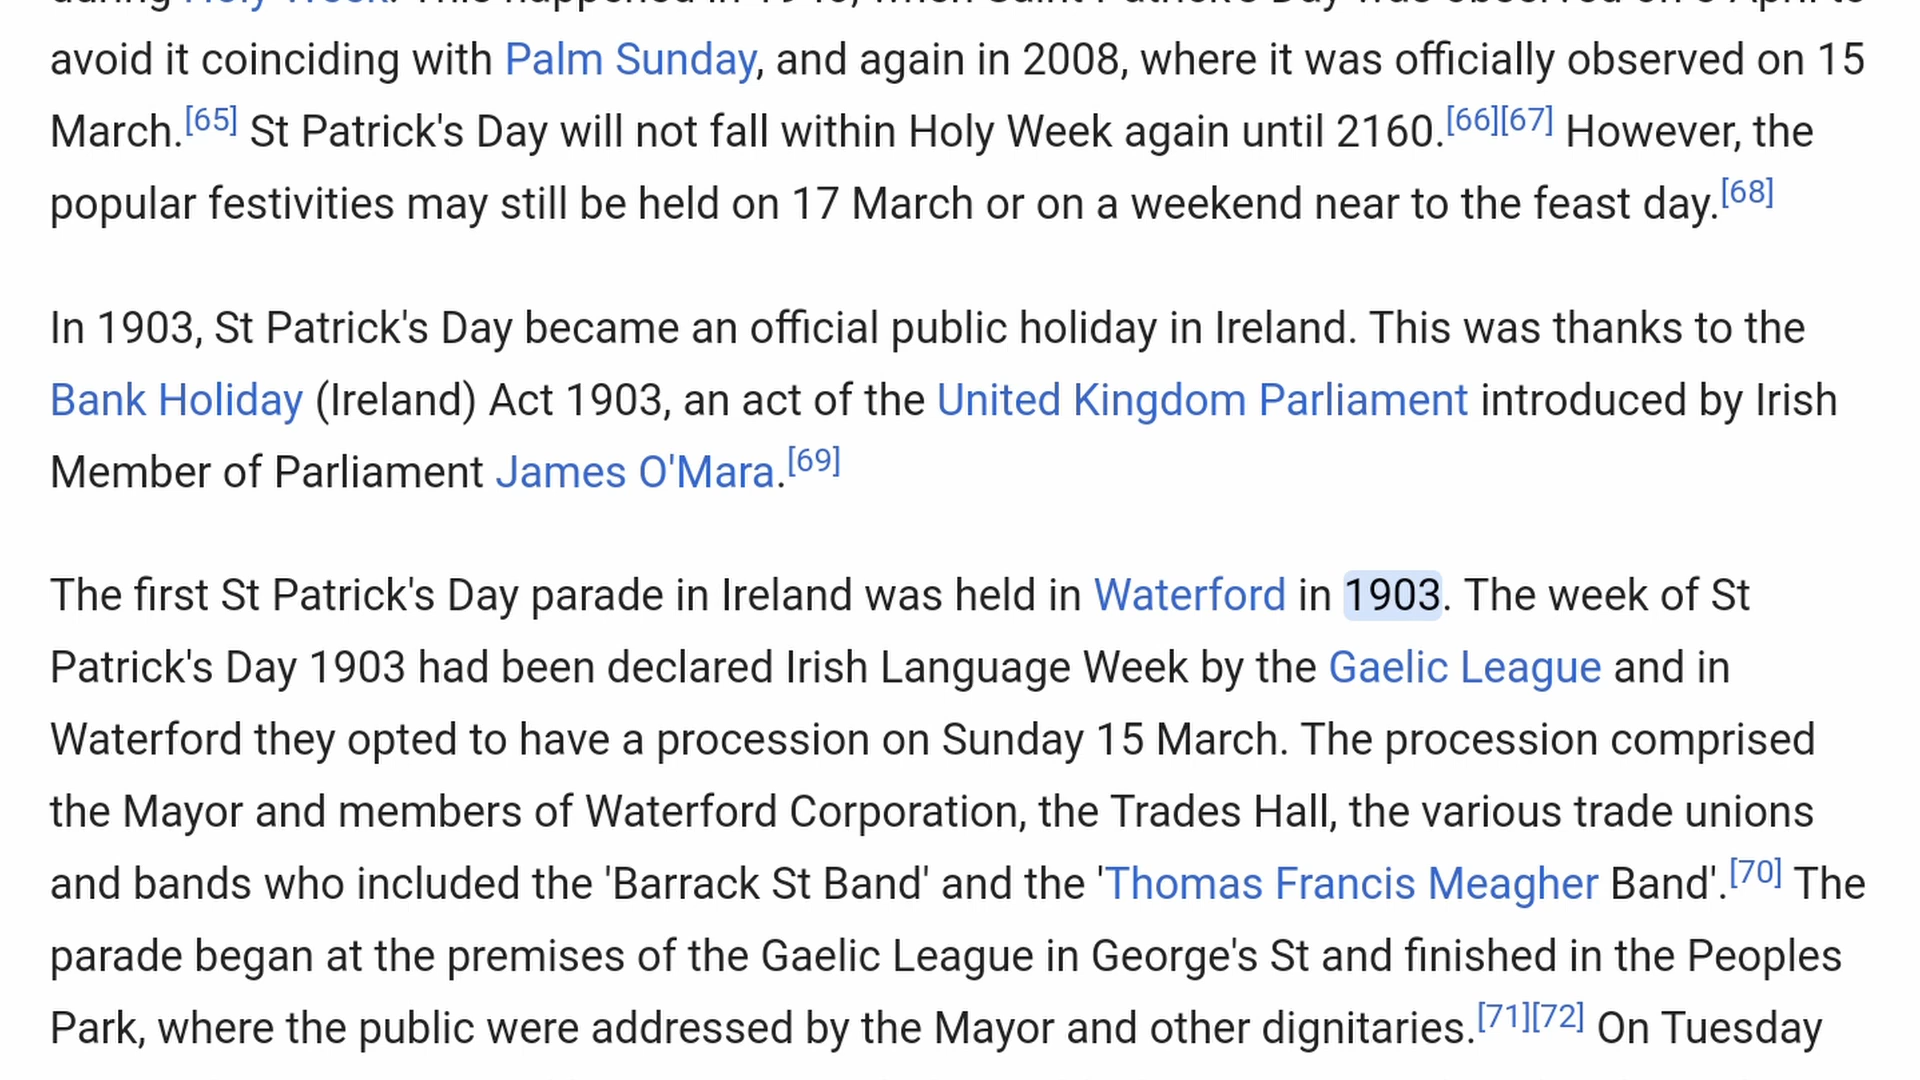 avoid it coinciding with Palm Sunday, and again in 2008, where it was officially observed on 15
March.[65] St Patrick's Day will not fall within Holy Week again until 2160.[66][67] However, the
popular festivities may still be held on 17 March or on a weekend near to the feast day.[68]
In 1903, St Patrick's Day became an official public holiday in Ireland. This was thanks to the
Bank Holiday (Ireland) Act 1903, an act of the United Kingdom Parliament introduced by Irish
Member of Parliament James O'Mara.[69]
The first St Patrick's Day parade in Ireland was held in Waterford in 1903. The week of St
Patrick's Day 1903 had been declared Irish Language Week by the Gaelic League and in
Waterford they opted to have a procession on Sunday 15 March. The procession comprised
the Mayor and members of Waterford Corporation, the Trades Hall, the various trade unions
and bands who included the 'Barrack St Band' and the 'Thomas Francis Meagher Band'.[70] The
parade began at the premises of the Gaelic League in George's St and finished in the Peoples
Park, where the public were addressed by the Mayor and other dignitaries.[71][72] On Tuesday